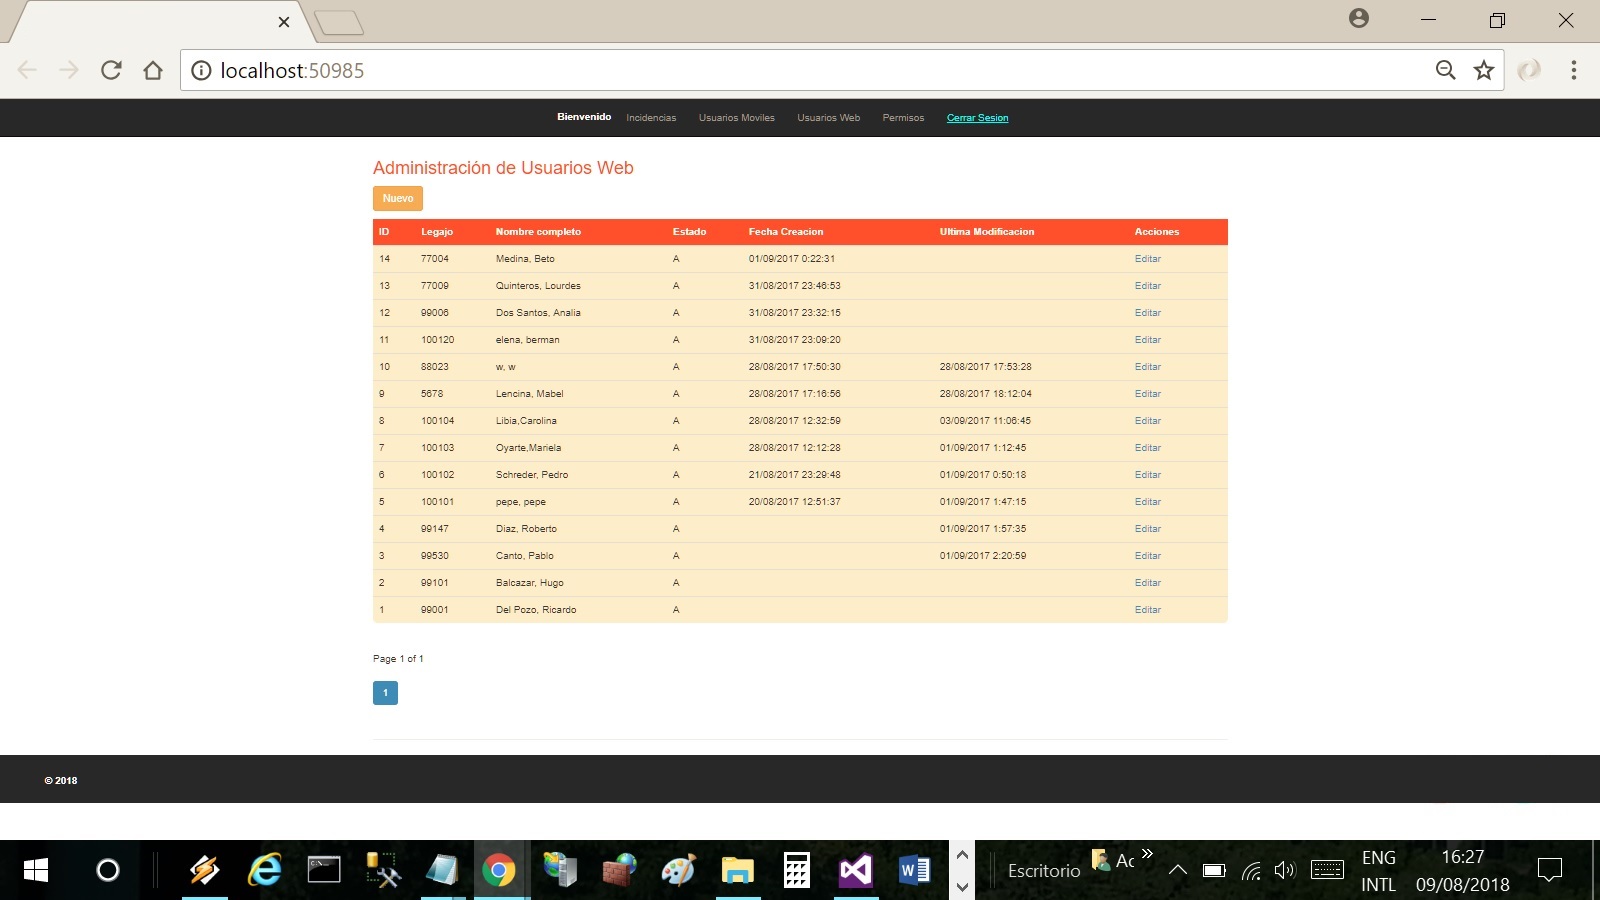 localhost:50985
Bienvenido Incidencias Usuarios Moviles Usuarios Web Permisos Cerrar Sesion
Administración de Usuarios Web
Nuevo
ID Legajo Nombre completo Estado Fecha Creacion Ultima Modificacion Acciones
14 77004 Medina, Beto A 01/09/2017 0:22:31 Editar
13 77009 Quinteros, Lourdes A 31/08/2017 23:46:53 Editar
12 99006 Dos Santos, Analia A 31/08/2017 23:32:15 Editar
11 100120 elena, berman A 31/08/2017 23:09:20 Editar
10 88023 w, w A 28/08/2017 17:50:30 28/08/2017 17:53:28 Editar
9 5678 Lencina, Mabel A 28/08/2017 17:16:56 28/08/2017 18:12:04 Editar
8 100104 Libia,Carolina A 28/08/2017 12:32:59 03/09/2017 11:06:45 Editar
7 100103 Oyarte,Mariela A 28/08/2017 12:12:28 01/09/2017 1:12:45 Editar
6 100102 Schreder, Pedro A 21/08/2017 23:29:48 01/09/2017 0:50:18 Editar
5 100101 pepe, pepe A 20/08/2017 12:51:37 01/09/2017 1:47:15 Editar
4 99147 Diaz, Roberto A 01/09/2017 1:57:35 Editar
3 99530 Canto, Pablo A 01/09/2017 2:20:59 Editar
2 99101 Balcazar, Hugo A Editar
1 99001 Del Pozo, Ricardo A Editar
Page 1 of 1
1
© 2018
Escritorio Ac » ENG 16:27
INTL 09/08/2018